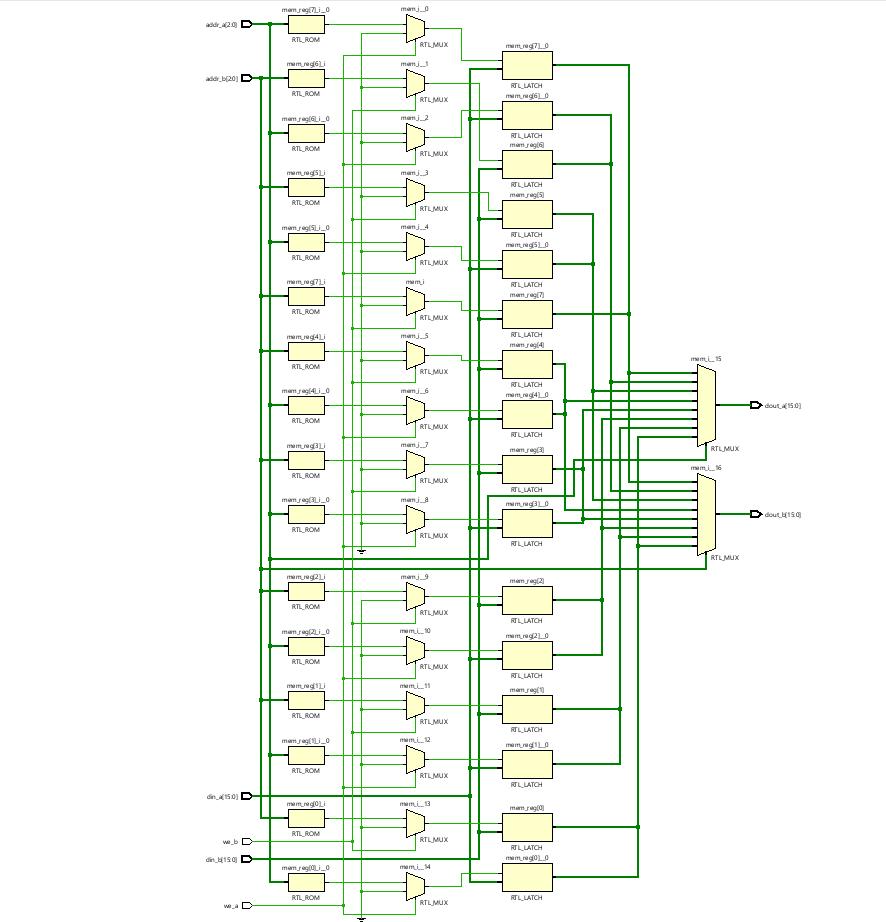 mem_reg[7]_i__0
addr_a[2:0]
RTL_ROM
mem_i__0
RTL_MUX
mem_reg[7]__0
RTL_LATCH
mem_reg[6]_i
addr_b[2:0]
RTL_ROM
mem_i__1
RTL_MUX
mem_reg[6]__0
RTL_LATCH
mem_reg[6]_i__0
RTL_ROM
mem_i__2
RTL_MUX
mem_reg[6]
RTL_LATCH
mem_reg[5]_i
RTL_ROM
mem_i__3
RTL_MUX
mem_reg[5]
RTL_LATCH
mem_reg[5]_i__0
RTL_ROM
mem_i__4
RTL_MUX
mem_reg[5]__0
RTL_LATCH
mem_reg[7]_i
RTL_ROM
mem_i
RTL_MUX
mem_reg[7]
RTL_LATCH
mem_reg[4]_i
RTL_ROM
mem_i__5
RTL_MUX
mem_reg[4]
RTL_LATCH
mem_reg[4]_i__0
RTL_ROM
mem_i__6
RTL_MUX
mem_reg[4]__0
RTL_LATCH
mem_i__15
dout_a[15:0]
RTL_MUX
mem_reg[3]_i
RTL_ROM
mem_i__7
RTL_MUX
mem_reg[3]
RTL_LATCH
mem_i__16
dout_b[15:0]
RTL_MUX
mem_reg[3]_i__0
RTL_ROM
mem_i__8
RTL_MUX
mem_reg[3]__0
RTL_LATCH
mem_reg[2]_i
RTL_ROM
mem_i__9
RTL_MUX
mem_reg[2]
RTL_LATCH
mem_reg[2]_i__0
RTL_ROM
mem_i__10
RTL_MUX
mem_reg[2]__0
RTL_LATCH
mem_reg[1]_i
RTL_ROM
mem_i__11
RTL_MUX
mem_reg[1]
RTL_LATCH
mem_reg[1]_i__0
RTL_ROM
mem_i__12
RTL_MUX
mem_reg[1]__0
RTL_LATCH
din_a[15:0]
mem_reg[0]_i
RTL_ROM
mem_i__13
RTL_MUX
mem_reg[0]
RTL_LATCH
we_b
din_b[15:0]
mem_reg[0]_i__0
RTL_ROM
mem_i__14
RTL_MUX
mem_reg[0]__0
RTL_LATCH
we_a